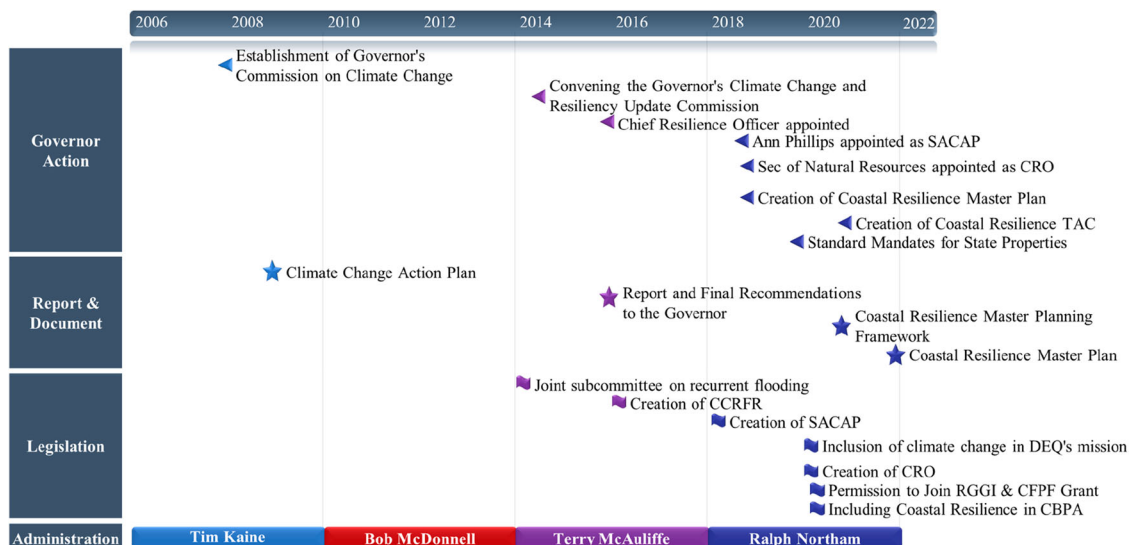 2006 2008 2010 2012 2014 2016 2018 2020 2022
Governor
Action
Establishment of Governor's
Commission on Climate Change
Convening the Governor's Climate Change and
Resiliency Update Commission
Chief Resilience Officer appointed
Ann Phillips appointed as SACAP
Sec of Natural Resources appointed as CRO
Creation of Coastal Resilience Master Plan
Creation of Coastal Resilience TAC
Standard Mandates for State Properties
Report &
Document
Climate Change Action Plan
Report and Final Recommendations
to the Governor
Coastal Resilience Master Planning
Framework
Coastal Resilience Master Plan
Legislation
Joint subcommittee on recurrent flooding
Creation of CCRFR
Creation of SACAP
Inclusion of climate change in DEQ's mission
Creation of CRO
Permission to Join RGGI & CFPF Grant
Including Coastal Resilience in CBPA
Administration
Tim Kaine
Bob McDonnell
Terry McAuliffe
Ralph Northam